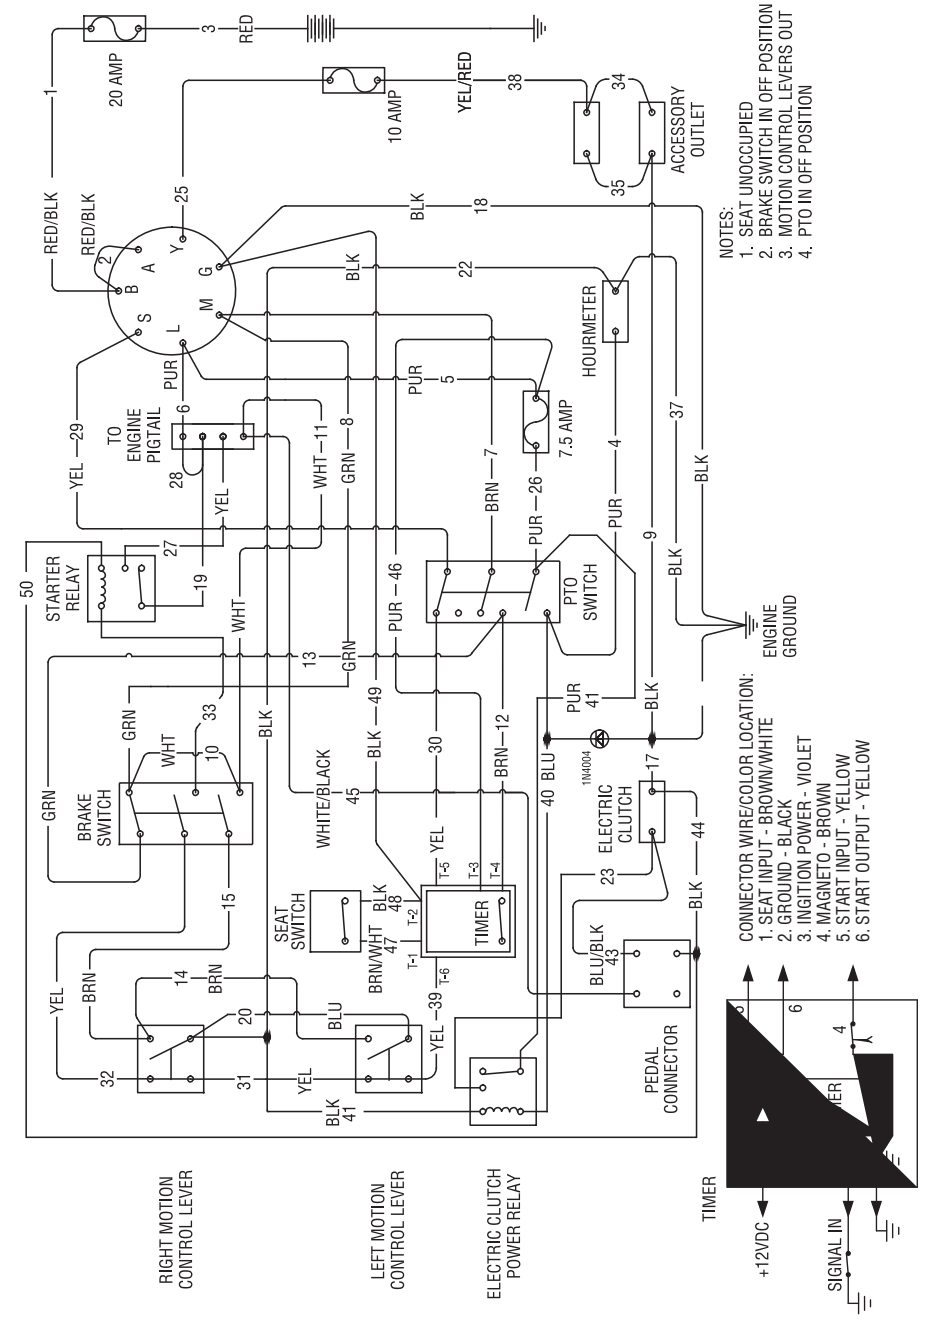 RIGHT MOTION
CONTROL LEVER
LEFT MOTION
CONTROL LEVER
ELECTRIC CLUTCH
POWER RELAY
32
YEL
BRN
14
BRN
20
BLU
31
YEL
BLK
41
YEL
39
15
GRN
BRAKE
SWITCH
GRN
WHT
10
33
WHT
50
STARTER
RELAY
27
19
YEL
28
TO
ENGINE
PIGTAIL
YEL
29
PUR
6
S
L
B
A
M
G
Y
RED/BLK
RED/BLK
2
1
20 AMP
3
RED
25
10 AMP
YEL/RED
38
34
35
ACCESSORY
OUTLET
BLK
18
BLK
22
WHT
11
GRN
8
PUR
5
BRN
7
7.5 AMP
PUR
26
PUR
4
HOURMETER
37
BLK
BLK
9
BLK
PUR
46
13
GRN
BLK
49
BLK
WHITE/BLACK
45
SEAT
SWITCH
BRN/WHT
47
BLK
48
T-1
T-2
T-3
T-4
T-5
T-6
TIMER
YEL
30
BRN
12
PTO
SWITCH
PUR
41
40
BLU
1N4004
17
ELECTRIC
CLUTCH
23
44
BLK
BLU/BLK
43
PEDAL
CONNECTOR
ENGINE
GROUND
NOTES:
1. SEAT UNOCCUPIED
2. BRAKE SWITCH IN OFF POSITION
3. MOTION CONTROL LEVERS OUT
4. PTO IN OFF POSITION
CONNECTOR WIRE/COLOR LOCATION:
1. SEAT INPUT - BROWN/WHITE
2. GROUND - BLACK
3. INGITION POWER - VIOLET
4. MAGNETO - BROWN
5. START INPUT - YELLOW
6. START OUTPUT - YELLOW
TIMER
+12VDC
SIGNAL IN
6
4